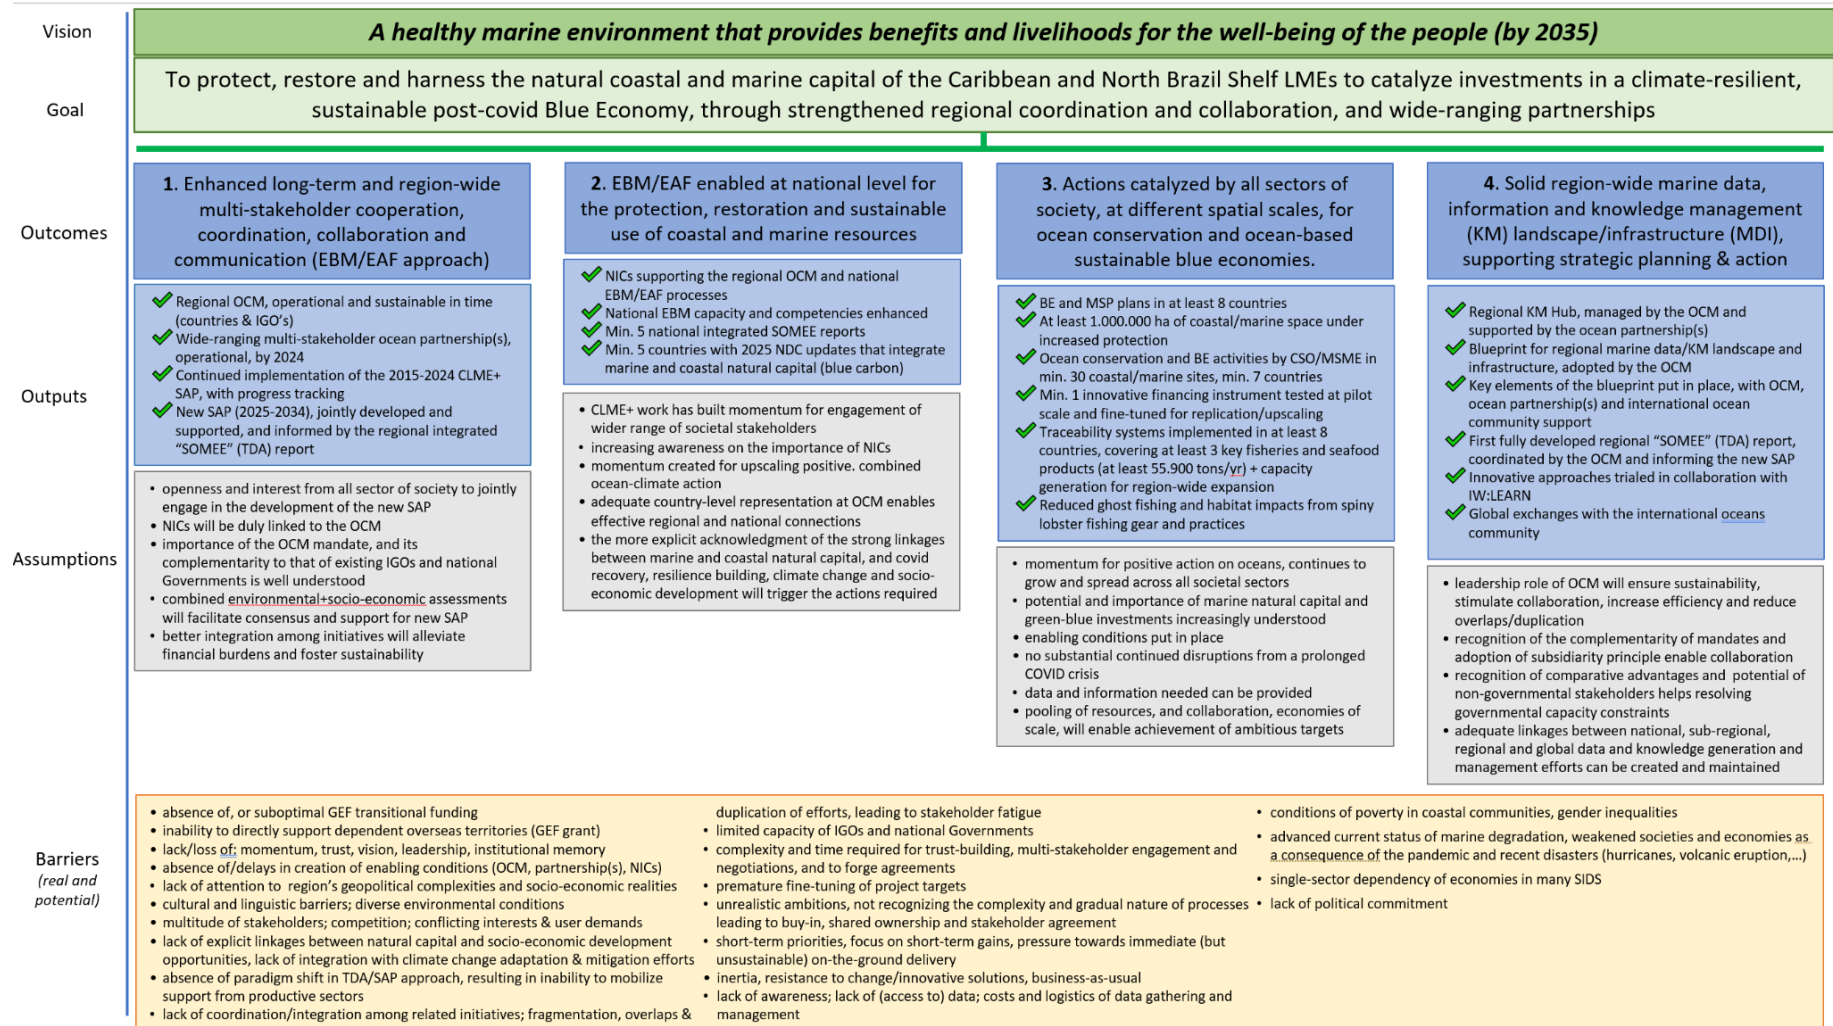 Vision
A healthy marine environment that provides benefits and livelihoods for the well-being of the people (by 2035)
Goal
To protect, restore and harness the natural coastal and marine capital of the Caribbean and North Brazil Shelf LMEs to catalyze investments in a climate-resilient,
sustainable post-covid Blue Economy, through strengthened regional coordination and collaboration, and wide-ranging partnerships
Outcomes
1. Enhanced long-term and region-wide
multi-stakeholder cooperation,
coordination, collaboration and
communication (EBM/EAF approach)
2. EBM/EAF enabled at national level for
the protection, restoration and sustainable
use of coastal and marine resources
3. Actions catalyzed by all sectors of
society, at different spatial scales, for
ocean conservation and ocean-based
sustainable blue economies.
4. Solid region-wide marine data,
information and knowledge management
(KM) landscape/infrastructure (MDI),
supporting strategic planning & action
Outputs
Regional OCM, operational and sustainable in time
(countries & IGO's)
Wide-ranging multi-stakeholder ocean partnership(s),
operational, by 2024
Continued implementation of the 2015-2024 CLME+
SAP, with progress tracking
New SAP (2025-2034), jointly developed and
supported, and informed by the regional integrated
“SOMEE” (TDA) report
NICs supporting the regional OCM and national
EBM/EAF processes
National EBM capacity and competencies enhanced
Min. 5 national integrated SOMEE reports
Min. 5 countries with 2025 NDC updates that integrate
marine and coastal natural capital (blue carbon)
BE and MSP plans in at least 8 countries
At least 1.000.000 ha of coastal/marine space under
increased protection
Ocean conservation and BE activities by CSO/MSME in
min. 30 coastal/marine sites, min. 7 countries
Min. 1 innovative financing instrument tested at pilot
scale and fine-tuned for replication/upscaling
Traceability systems implemented in at least 8
countries, covering at least 3 key fisheries and seafood
products (at least 55.900 tons/yr) + capacity
generation for region-wide expansion
Reduced ghost fishing and habitat impacts from spiny
lobster fishing gear and practices
Regional KM Hub, managed by the OCM and
supported by the ocean partnership(s)
Blueprint for regional marine data/KM landscape and
infrastructure, adopted by the OCM
Key elements of the blueprint put in place, with OCM,
ocean partnership(s) and international ocean
community support
First fully developed regional “SOMEE” (TDA) report,
coordinated by the OCM and informing the new SAP
Innovative approaches trialed in collaboration with
IW:LEARN
Global exchanges with the international oceans
community
Assumptions
• openness and interest from all sector of society to jointly
engage in the development of the new SAP
• NICs will be duly linked to the OCM
• importance of the OCM mandate, and its
complementarity to that of existing IGOs and national
Governments is well understood
• combined environmental+socio-economic assessments
will facilitate consensus and support for new SAP
• better integration among initiatives will alleviate
financial burdens and foster sustainability
• CLME+ work has built momentum for engagement of
wider range of societal stakeholders
• increasing awareness on the importance of NICs
• momentum created for upscaling positive. combined
ocean-climate action
• adequate country-level representation at OCM enables
effective regional and national connections
• the more explicit acknowledgment of the strong linkages
between marine and coastal natural capital, and covid
recovery, resilience building, climate change and socio-
economic development will trigger the actions required
• momentum for positive action on oceans, continues to
grow and spread across all societal sectors
• potential and importance of marine natural capital and
green-blue investments increasingly understood
• enabling conditions put in place
• no substantial continued disruptions from a prolonged
COVID crisis
• data and information needed can be provided
• pooling of resources, and collaboration, economies of
scale, will enable achievement of ambitious targets
• leadership role of OCM will ensure sustainability,
stimulate collaboration, increase efficiency and reduce
overlaps/duplication
• recognition of the complementarity of mandates and
adoption of subsidiarity principle enable collaboration
• recognition of comparative advantages and potential of
non-governmental stakeholders helps resolving
governmental capacity constraints
• adequate linkages between national, sub-regional,
regional and global data and knowledge generation and
management efforts can be created and maintained
Barriers
(real and
potential)
• absence of, or suboptimal GEF transitional funding
• inability to directly support dependent overseas territories (GEF grant)
• lack/loss of: momentum, trust, vision, leadership, institutional memory
• absence of/delays in creation of enabling conditions (OCM, partnership(s), NICs)
• lack of attention to region's geopolitical complexities and socio-economic realities
• cultural and linguistic barriers; diverse environmental conditions
• multitude of stakeholders; competition; conflicting interests & user demands
• lack of explicit linkages between natural capital and socio-economic development
opportunities, lack of integration with climate change adaptation & mitigation efforts
• absence of paradigm shift in TDA/SAP approach, resulting in inability to mobilize
support from productive sectors
• lack of coordination/integration among related initiatives; fragmentation, overlaps &
duplication of efforts, leading to stakeholder fatigue
• limited capacity of IGOs and national Governments
• complexity and time required for trust-building, multi-stakeholder engagement and
negotiations, and to forge agreements
• premature fine-tuning of project targets
• unrealistic ambitions, not recognizing the complexity and gradual nature of processes
leading to buy-in, shared ownership and stakeholder agreement
• short-term priorities, focus on short-term gains, pressure towards immediate (but
unsustainable) on-the-ground delivery
• inertia, resistance to change/innovative solutions, business-as-usual
• lack of awareness; lack of (access to) data; costs and logistics of data gathering and
management
• conditions of poverty in coastal communities, gender inequalities
• advanced current status of marine degradation, weakened societies and economies as
a consequence of the pandemic and recent disasters (hurricanes, volcanic eruption,...)
• single-sector dependency of economies in many SIDS
• lack of political commitment